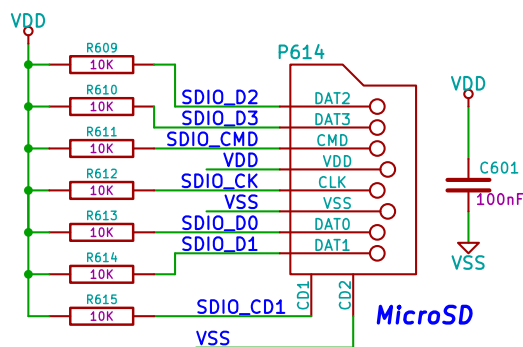 VDD
R609
10K
R610
10K
R611
10K
R612
10K
R613
10K
R614
10K
R615
10K
SDIO_D2
SDIO_D3
SDIO_CMD
VDD
SDIO_CK
VSS
SDIO_D0
SDIO_D1
SDIO_CD1
VSS
P614
DAT2
DAT3
CMD
VDD
CLK
VSS
DAT0
DAT1
CD1
CD2
MicroSD
VDD
C601
100nF
VSS